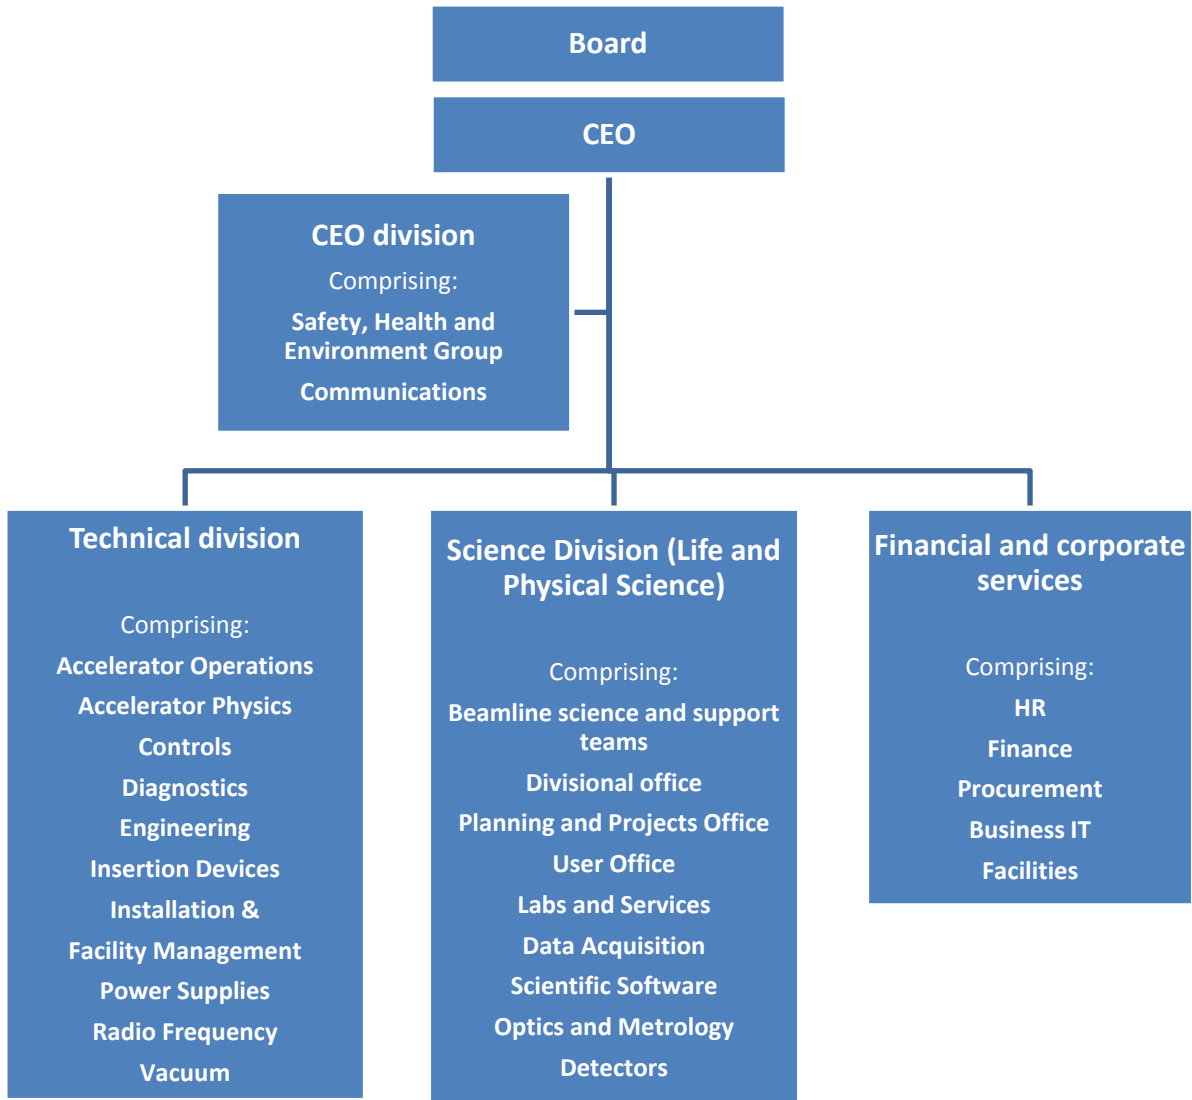 Board
CEO
CEO division
Comprising:
Safety, Health and
Environment Group
Communications
Technical division
Comprising:
Accelerator Operations
Accelerator Physics
Controls
Diagnostics
Engineering
Insertion Devices
Installation &
Facility Management
Power Supplies
Radio Frequency
Vacuum
Science Division (Life and
Physical Science)
Comprising:
Beamline science and support
teams
Divisional office
Planning and Projects Office
User Office
Labs and Services
Data Acquisition
Scientific Software
Optics and Metrology
Detectors
Financial and corporate
services
Comprising:
HR
Finance
Procurement
Business IT
Facilities